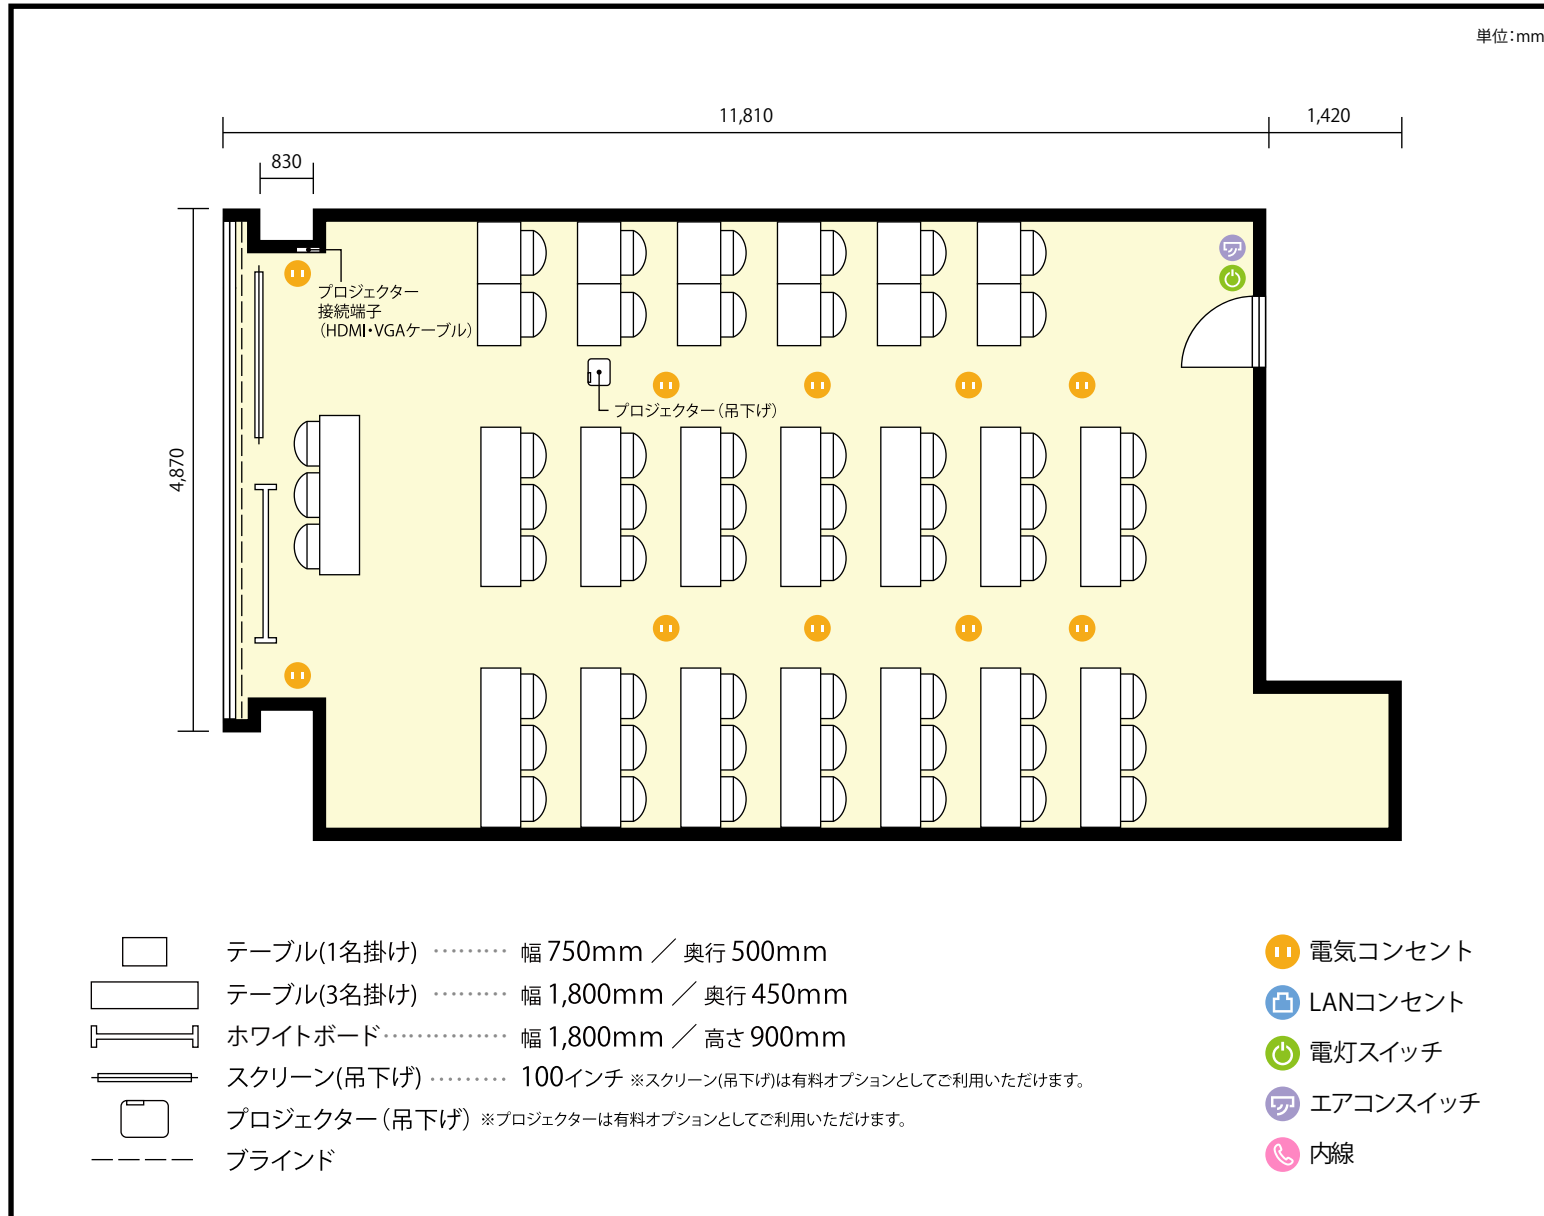 単位：mm
11,810
1,420
830
4,870
プロジェクター
接続端子
（HDMI・VGAケーブル）
プロジェクター（吊下げ）
テーブル(1名掛け) ········· 幅 750mm ／ 奥行 500mm
テーブル(3名掛け) ········· 幅 1,800mm ／ 奥行 450mm
ホワイトボード ··············· 幅 1,800mm ／ 高さ 900mm
スクリーン(吊下げ) ········· 100インチ ※スクリーン(吊下げ)は有料オプションとしてご利用いただけます。
プロジェクター（吊下げ） ※プロジェクターは有料オプションとしてご利用いただけます。
ブラインド
電気コンセント
LANコンセント
電灯スイッチ
エアコンスイッチ
内線